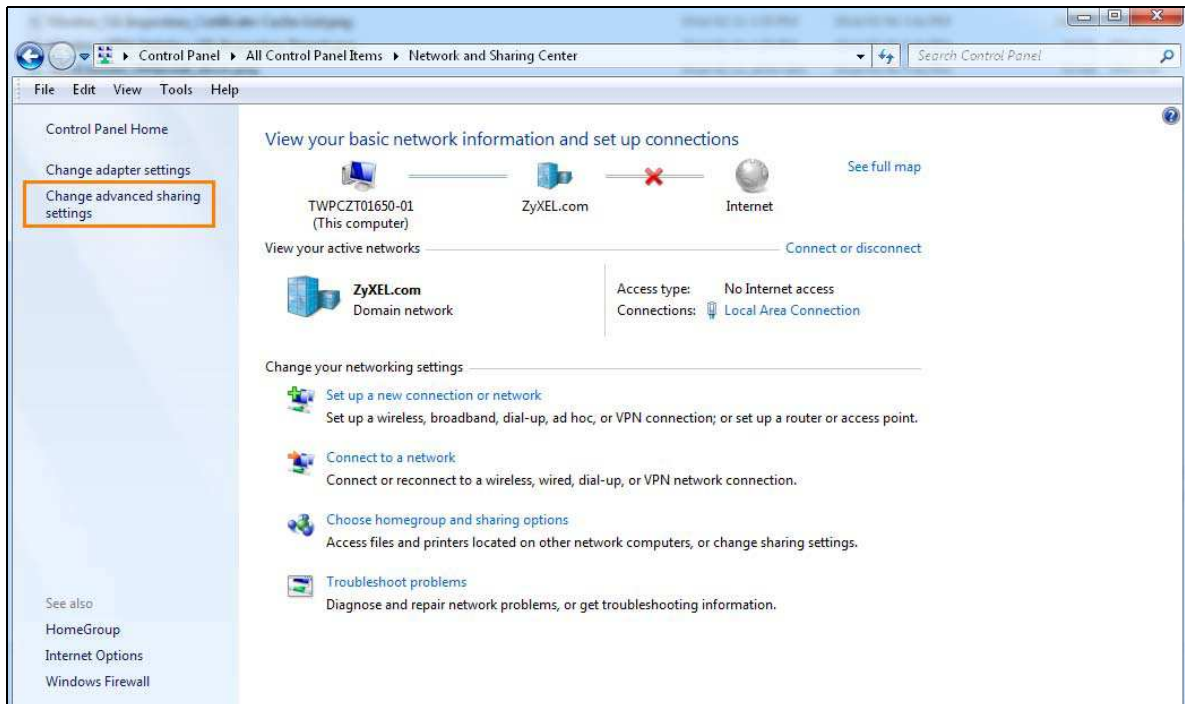 Control Panel ▸ All Control Panel Items ▸ Network and Sharing Center
Search Control Panel
File Edit View Tools Help
Control Panel Home
Change adapter settings
Change advanced sharing
settings
See also
HomeGroup
Internet Options
Windows Firewall
View your basic network information and set up connections
See full map
TWPCZT01650-01
(This computer)
ZyXEL.com
Internet
View your active networks
Connect or disconnect
ZyXEL.com
Domain network
Access type: No Internet access
Connections: Local Area Connection
Change your networking settings
Set up a new connection or network
Set up a wireless, broadband, dial-up, ad hoc, or VPN connection; or set up a router or access point.
Connect to a network
Connect or reconnect to a wireless, wired, dial-up, or VPN network connection.
Choose homegroup and sharing options
Access files and printers located on other network computers, or change sharing settings.
Troubleshoot problems
Diagnose and repair network problems, or get troubleshooting information.